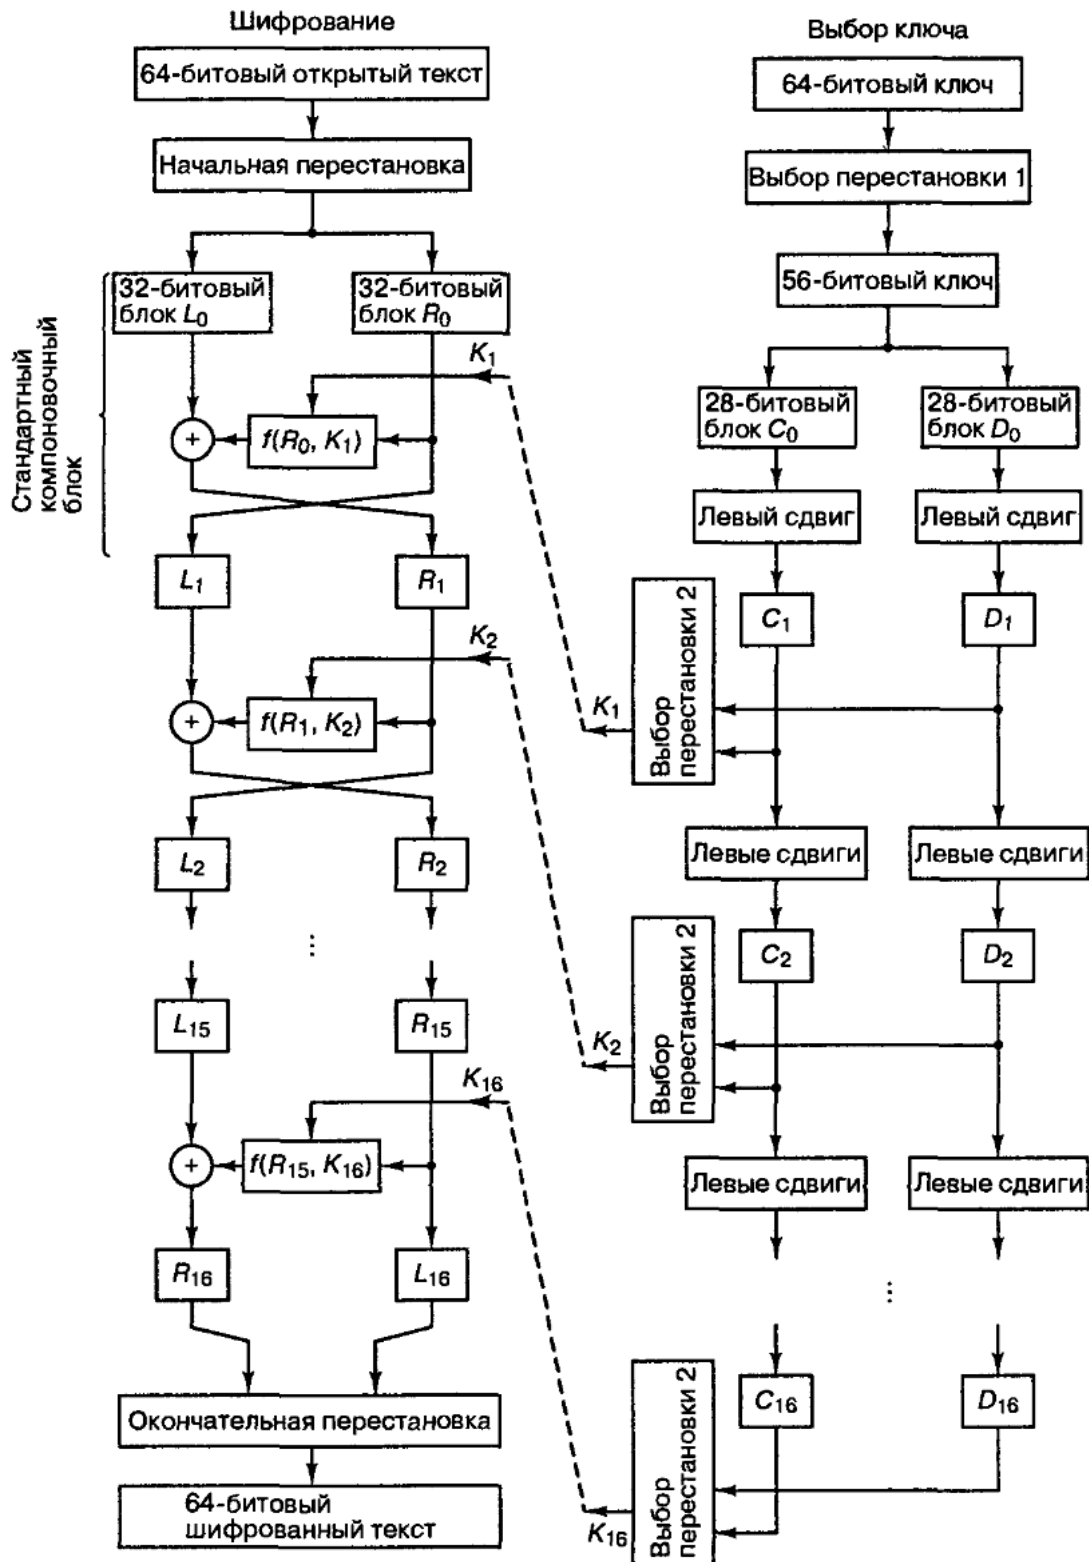 Шифрование
64-битовый открытый текст
Начальная перестановка
32-битовый
блок L0
32-битовый
блок R0
Стандартный
компоновочный
блок
K1
+
f(R0, K1)
L1
R1
K2
+
f(R1, K2)
L2
R2
...
L15
R15
K16
+
f(R15, K16)
R16
L16
Окончательная перестановка
64-битовый
шифрованный текст
Выбор ключа
64-битовый ключ
Выбор перестановки 1
56-битовый ключ
28-битовый
блок C0
28-битовый
блок D0
Левый сдвиг
Левый сдвиг
C1
D1
Выбор
перестановки 2
K1
Левые сдвиги
Левые сдвиги
C2
D2
Выбор
перестановки 2
K2
Левые сдвиги
Левые сдвиги
...
C16
D16
Выбор
перестановки 2
K16